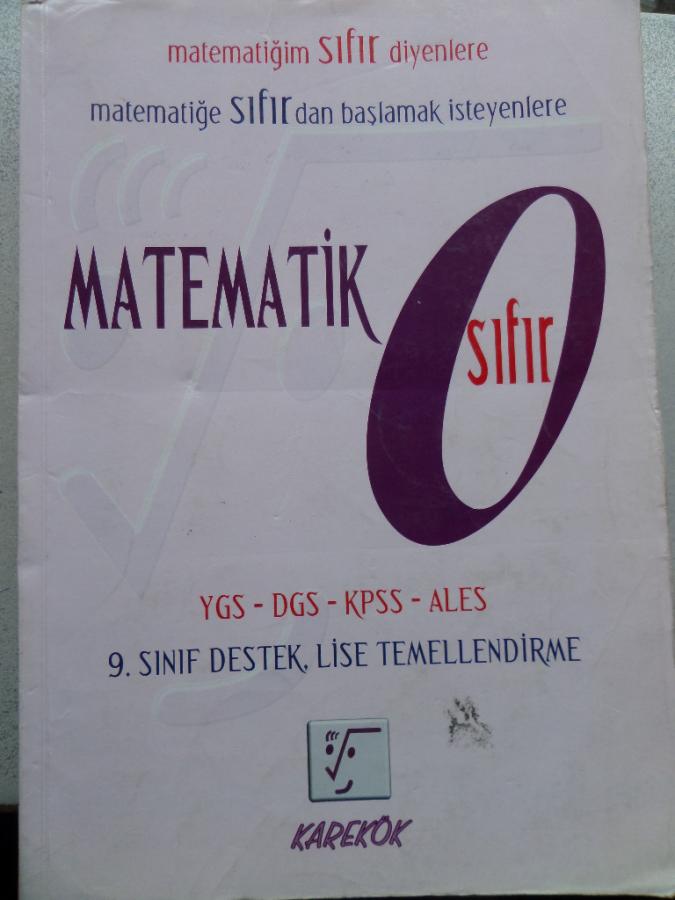 matematiğim sıfır diyenlere
matematiğe sıfırdan başlamak isteyenlere
MATEMATİK 0
sıfır
YGS - DGS - KPSS - ALES
9. SINIF DESTEK, LİSE TEMELLENDİRME
KAREKÖK